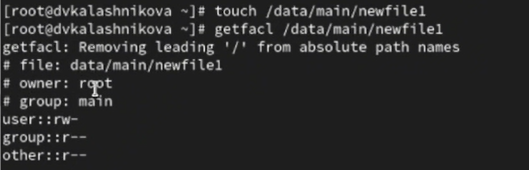 [root@dvkalashnikova ~]# touch /data/main/newfile1
[root@dvkalashnikova ~]# getfacl /data/main/newfile1
getfacl: Removing leading '/' from absolute path names
# file: data/main/newfile1
# owner: root
# group: main
user::rw-
group::r--
other::r--